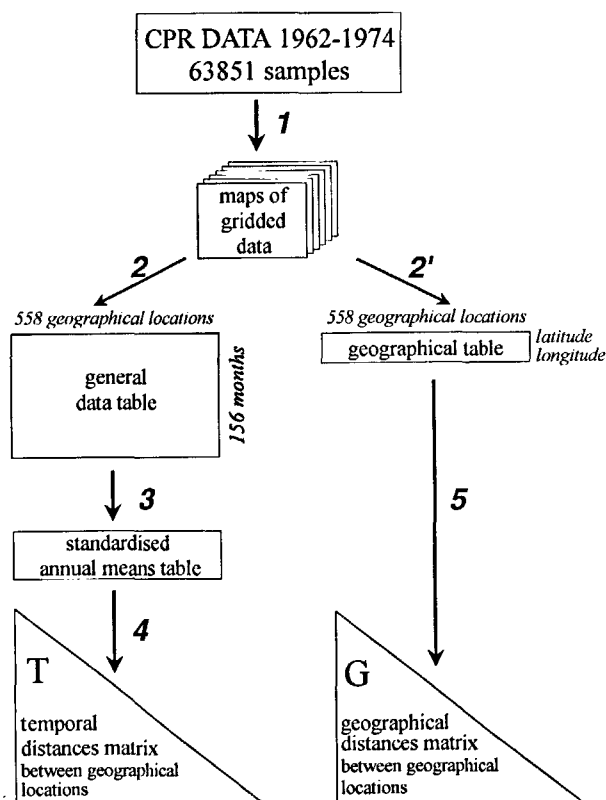 CPR DATA 1962-1974
63851 samples
1
maps of
gridded
data
2
2'
558 geographical locations
general
data table
156 months
558 geographical locations
geographical table
latitude
longitude
3
5
standardised
annual means table
4
T
temporal
distances matrix
between geographical
locations
G
geographical
distances matrix
between geographical
locations